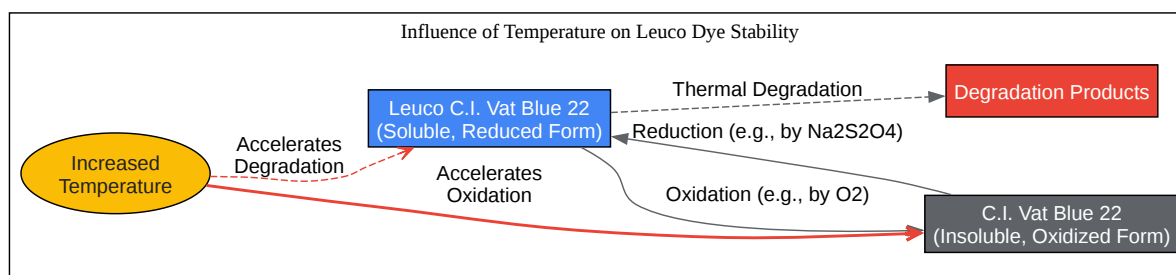 Influence of Temperature on Leuco Dye Stability
Increased
Temperature
Accelerates
Degradation
Leuco C.I. Vat Blue 22
(Soluble, Reduced Form)
Thermal Degradation
Degradation Products
Reduction (e.g., by Na2S2O4)
Accelerates
Oxidation
Oxidation (e.g., by O2)
C.I. Vat Blue 22
(Insoluble, Oxidized Form)